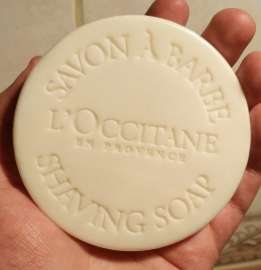 SAVON À BARBE
L'OCCITANE
EN PROVENCE
SHAVING SOAP